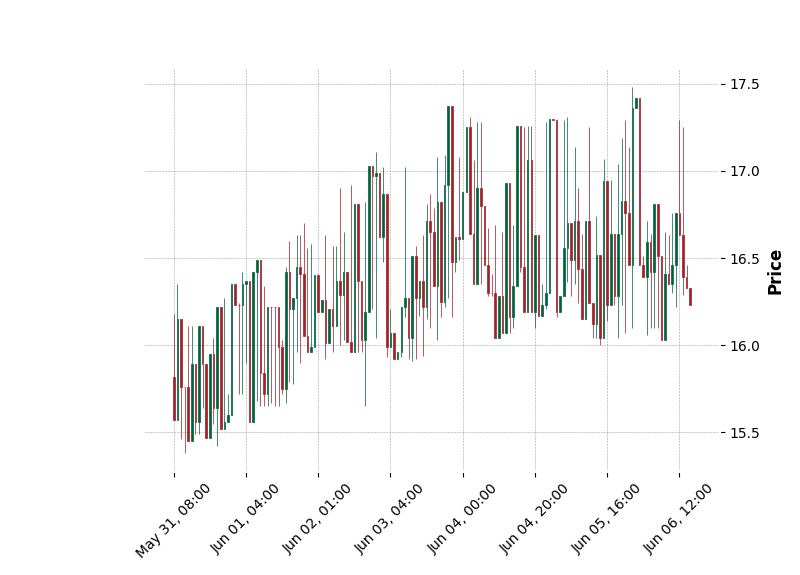 17.5
17.0
16.5
16.0
15.5
Price
May 31, 08:00
Jun 01, 04:00
Jun 02, 01:00
Jun 03, 04:00
Jun 04, 00:00
Jun 04, 20:00
Jun 05, 16:00
Jun 06, 12:00